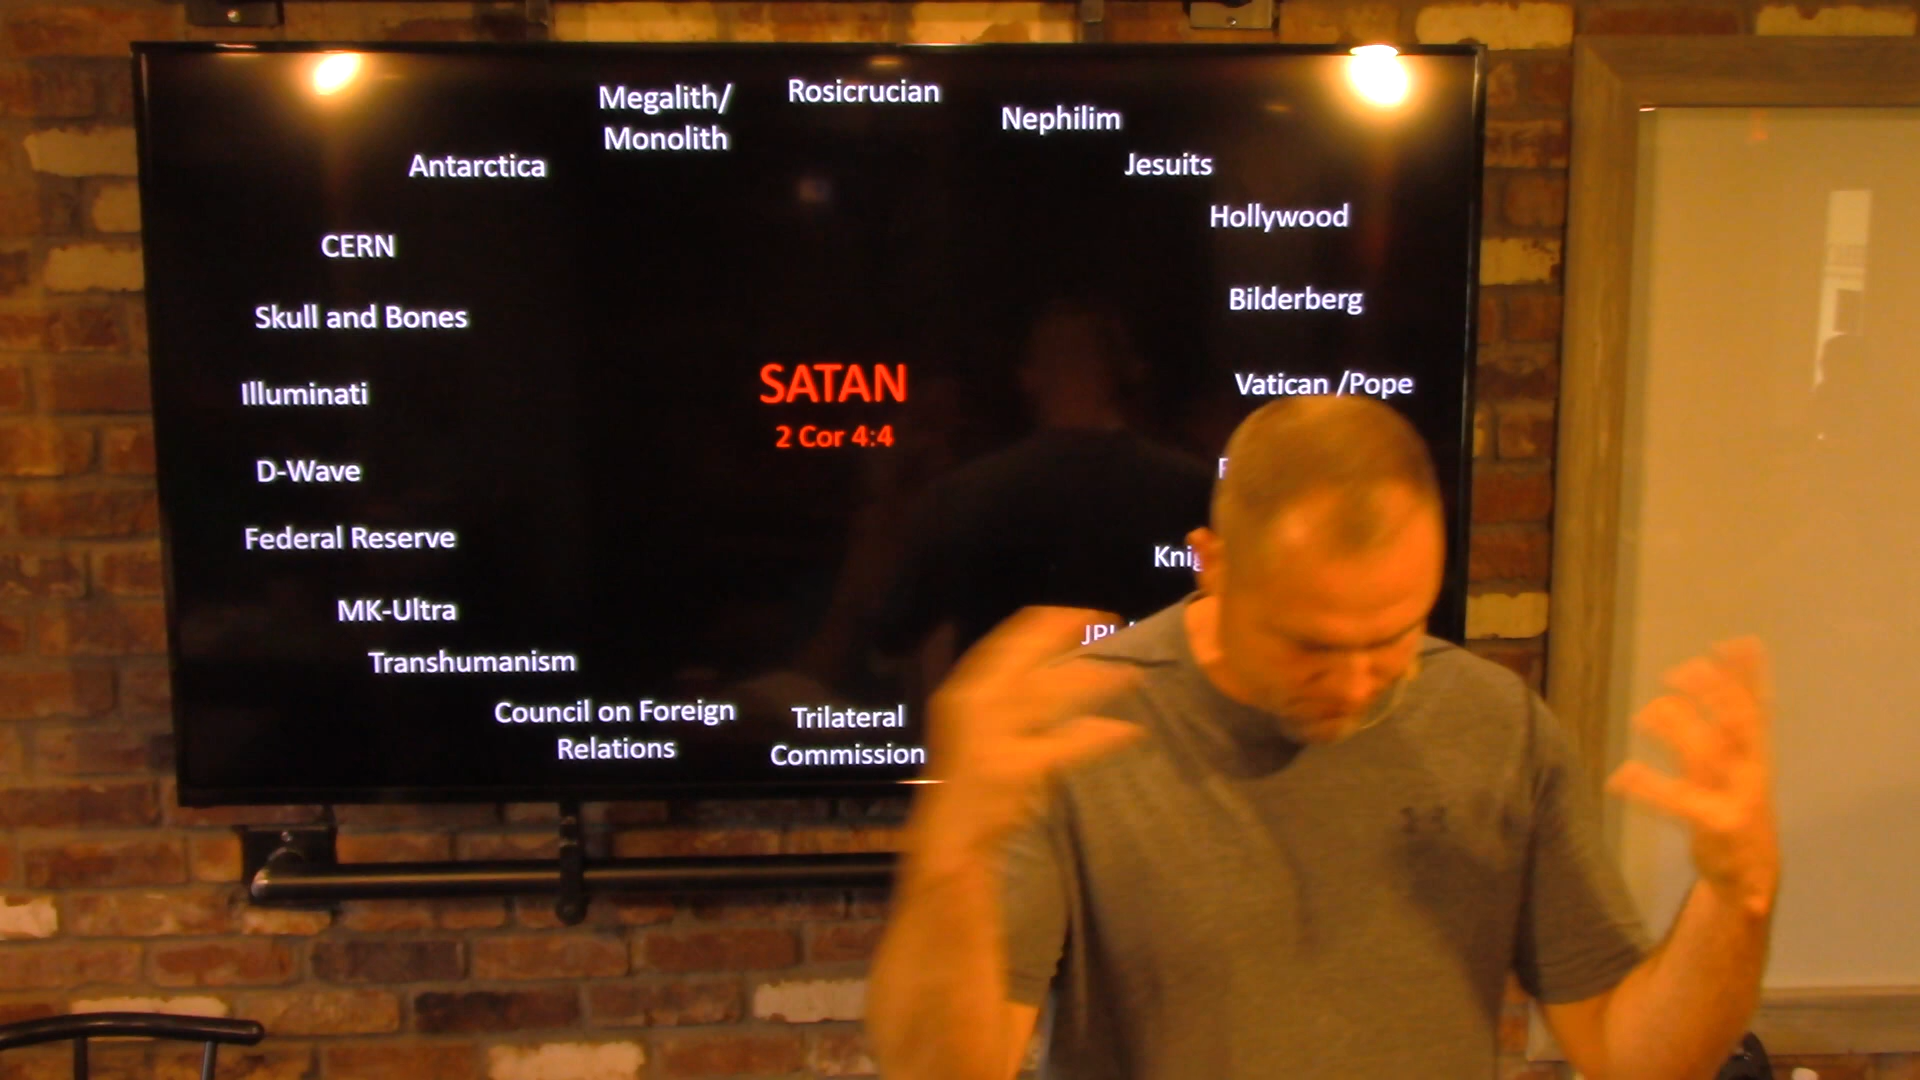 Megalith/
Monolith
Rosicrucian
Nephilim
Antarctica
Jesuits
Hollywood
CERN
Bilderberg
Skull and Bones
SATAN
2 Cor 4:4
Vatican /Pope
Illuminati
D-Wave
Federal Reserve
MK-Ultra
Transhumanism
Council on Foreign
Relations
Trilateral
Commission